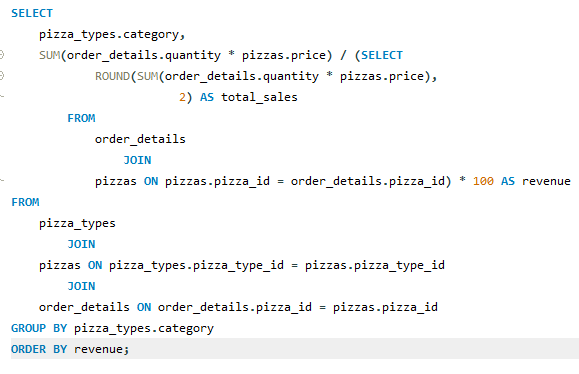 SELECT
pizza_types.category,
SUM(order_details.quantity * pizzas.price) / (SELECT
ROUND(SUM(order_details.quantity * pizzas.price),
2) AS total_sales
FROM
order_details
JOIN
pizzas ON pizzas.pizza_id = order_details.pizza_id) * 100 AS revenue
FROM
pizza_types
JOIN
pizzas ON pizza_types.pizza_type_id = pizzas.pizza_type_id
JOIN
order_details ON order_details.pizza_id = pizzas.pizza_id
GROUP BY pizza_types.category
ORDER BY revenue;